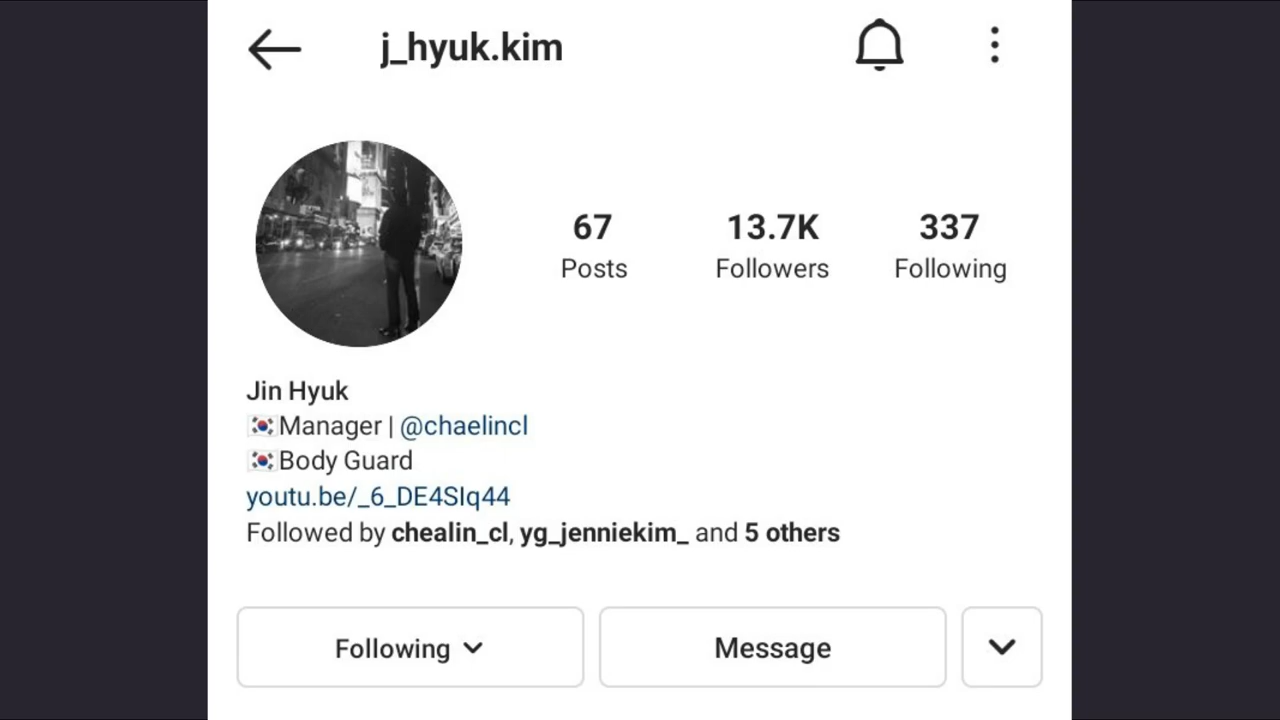 j_hyuk.kim
67 13.7K 337
Posts Followers Following
Jin Hyuk
🇰🇷Manager | @chaelincl
🇰🇷Body Guard
youtu.be/_6_DE4SIq44
Followed by chealin_cl, yg_jenniekim_ and 5 others
Following Message